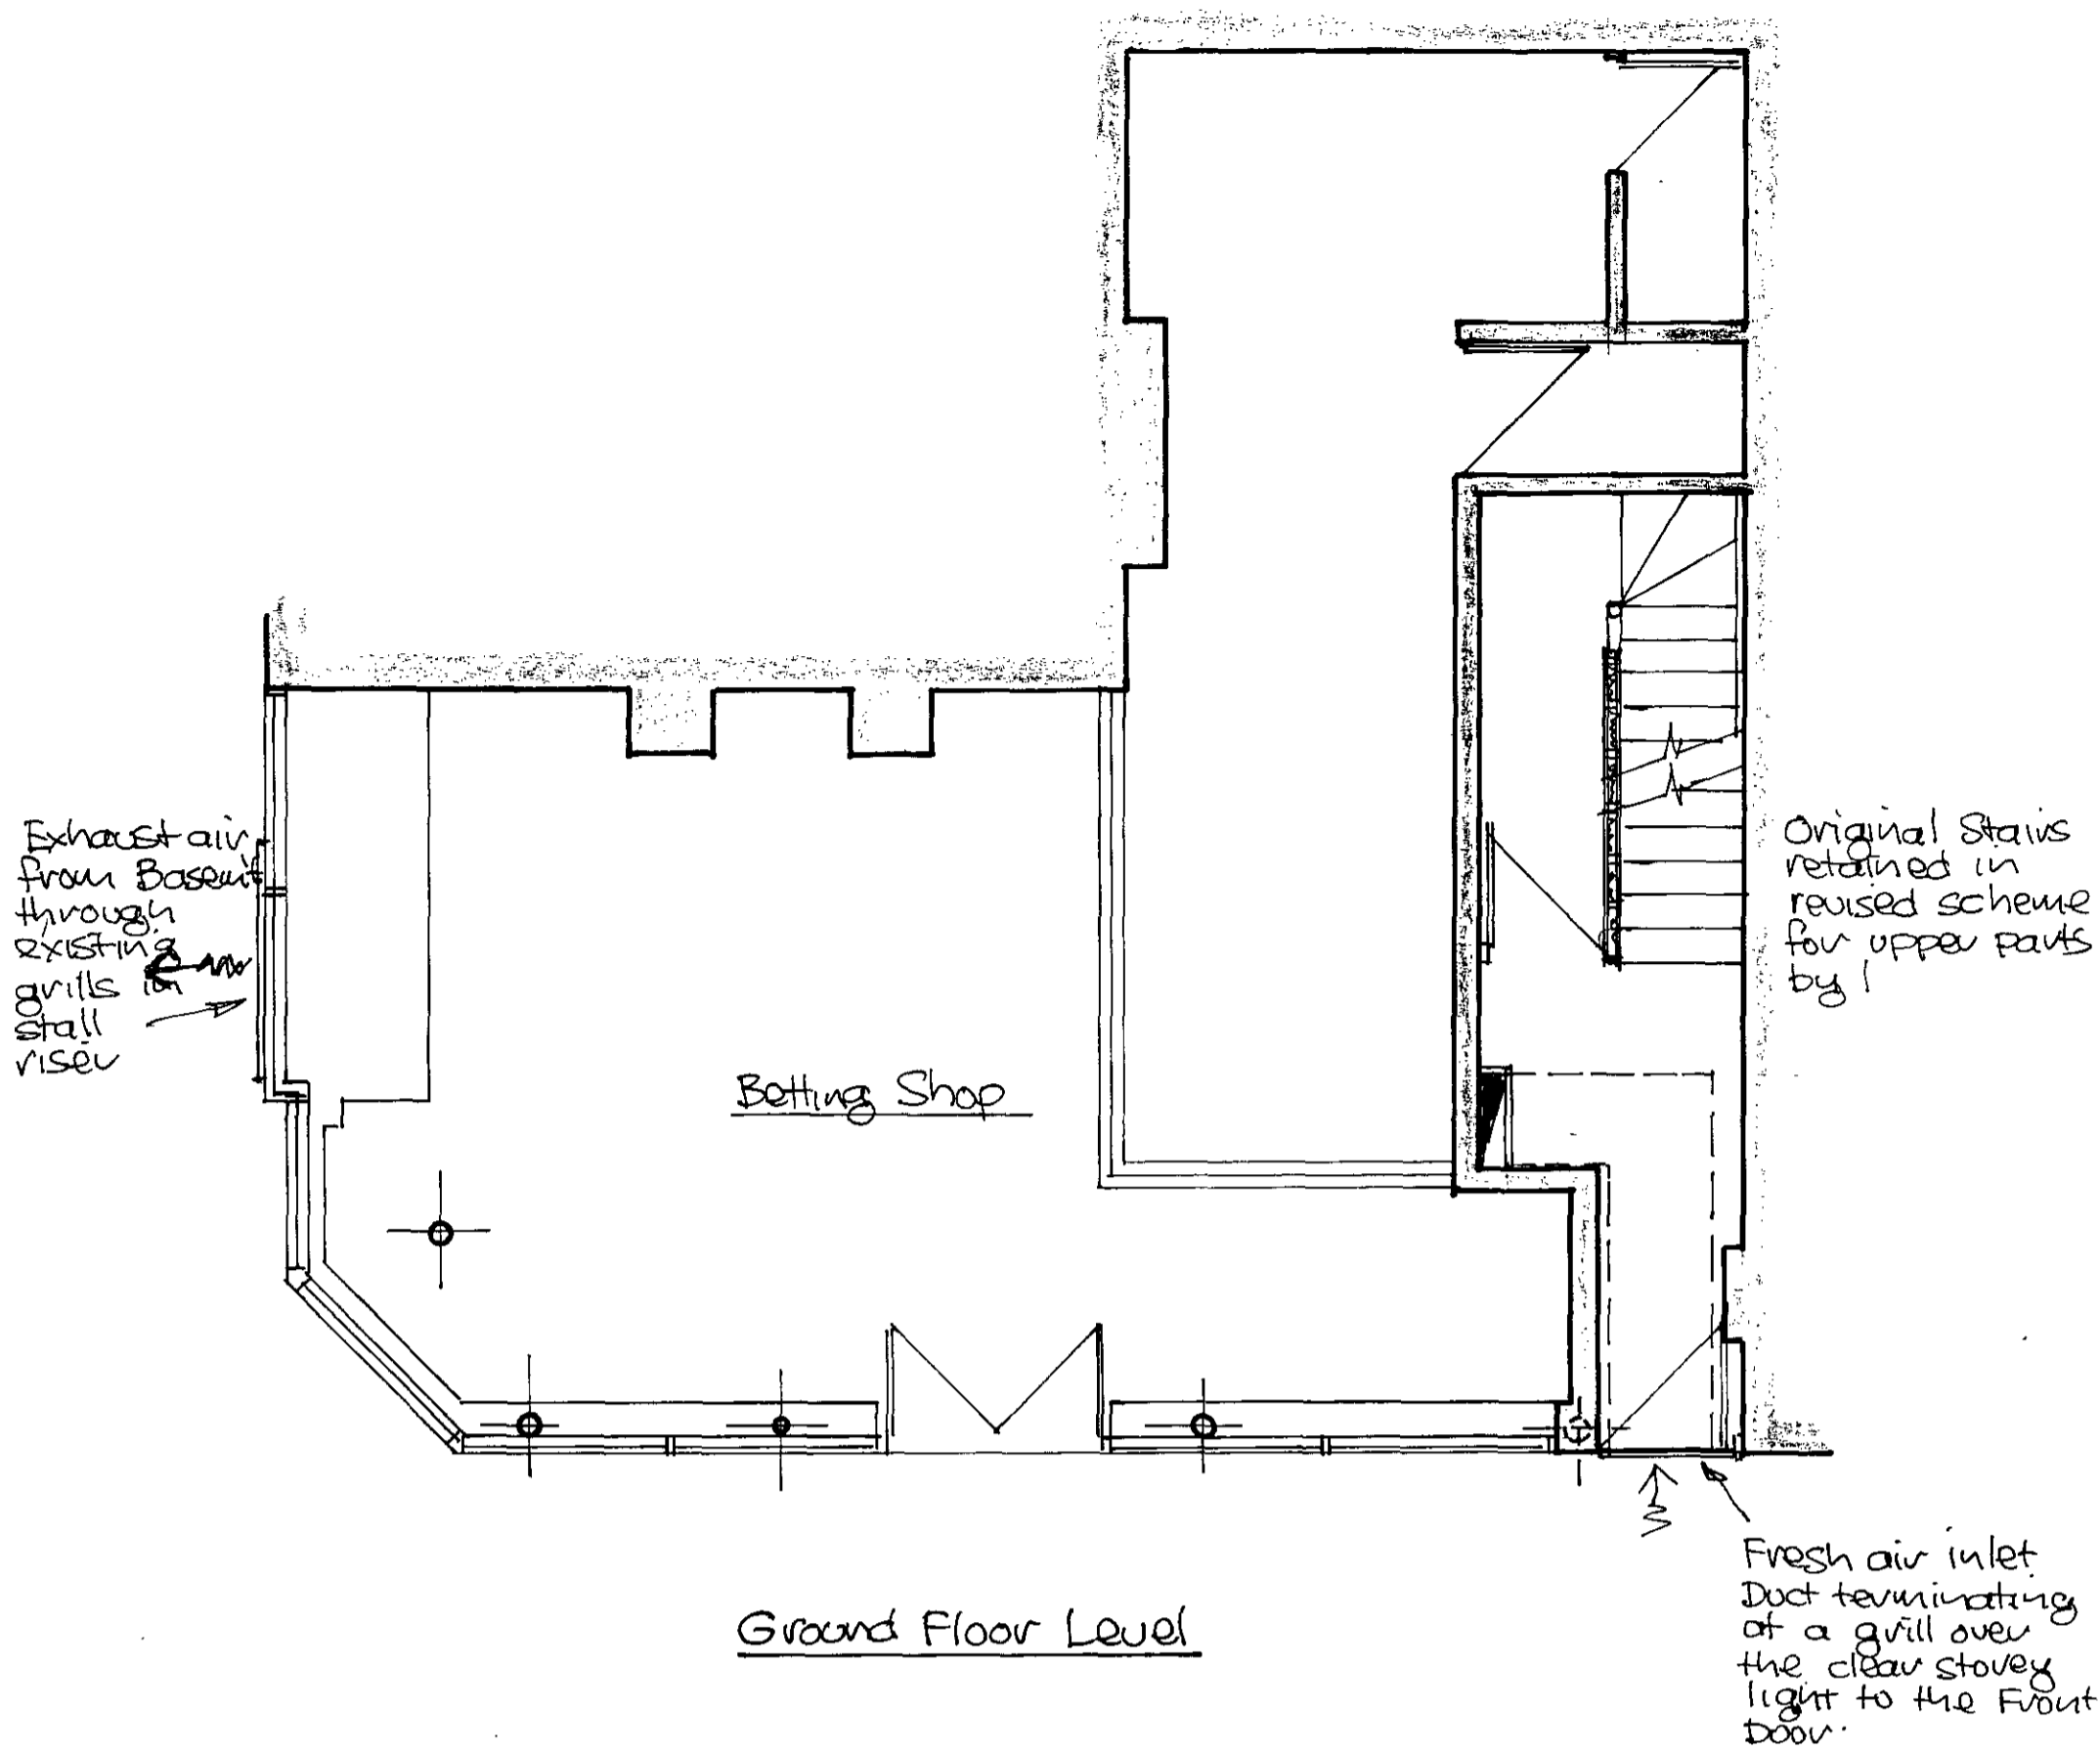 Exhaust air
from Basem't
through
existing
grills in
stall
riser
Original Stairs
retained in
revised scheme
for upper parts
by
Betting Shop
Ground Floor Level
Fresh air inlet
Duct terminating
at a grill over
the clear storey
light to the Front
Door.